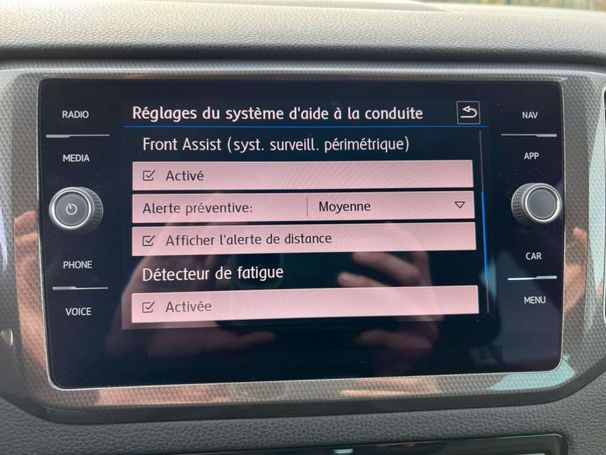 RADIO
MEDIA
PHONE
VOICE
Réglages du système d'aide à la conduite
Front Assist (syst. surveill. périmétrique)
Activé
Alerte préventive: Moyenne
Afficher l'alerte de distance
Détecteur de fatigue
Activée
NAV
APP
CAR
MENU